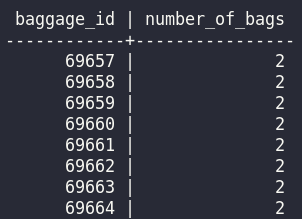 baggage_id | number_of_bags
------------+----------------
69657 | 2
69658 | 2
69659 | 2
69660 | 2
69661 | 2
69662 | 2
69663 | 2
69664 | 2